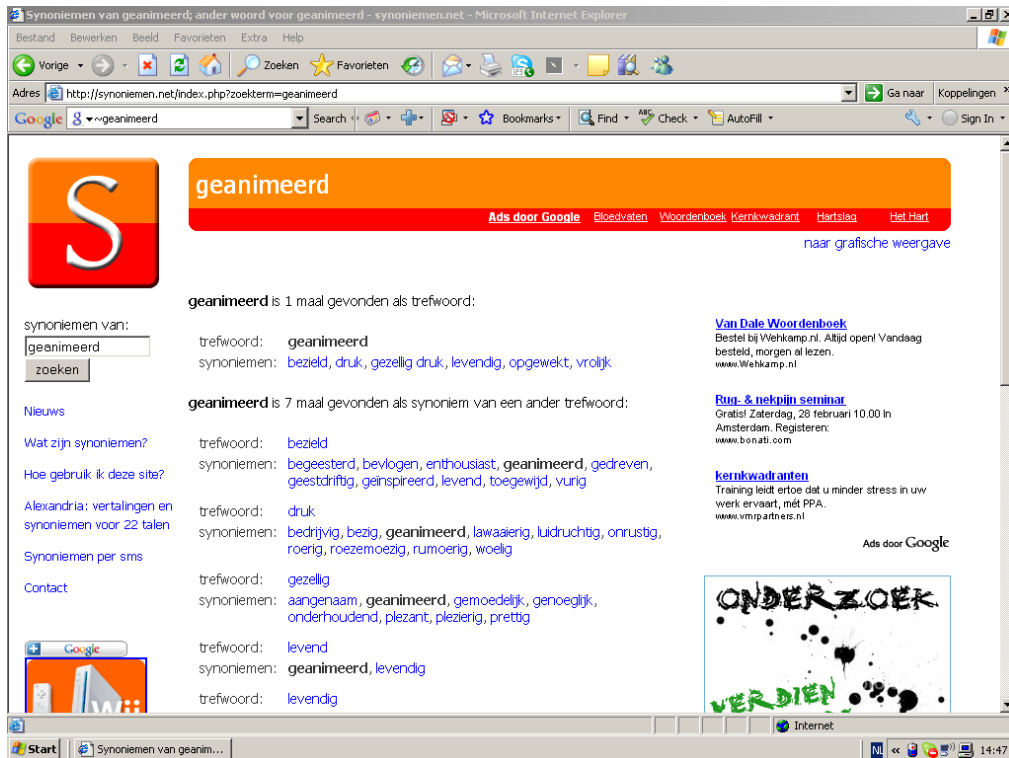 Synoniemen van geanimeerd; ander woord voor geanimeerd - synoniemen.net - Microsoft Internet Explorer
Bestand Bewerken Beeld Favorieten Extra Help
Vorige Zoeken Favorieten
Adres http://synoniemen.net/index.php?zoekterm=geanimeerd Ga naar Koppelingen »
Google g ~geanimeerd Search Bookmarks Find ABC Check AutoFill Sign In
S
geanimeerd
Ads door Google Bloedvaten Woordenboek Kernkwadrant Hartslag Het Hart
naar grafische weergave
synoniemen van:
geanimeerd
zoeken
Nieuws
Wat zijn synoniemen?
Hoe gebruik ik deze site?
Alexandria: vertalingen en
synoniemen voor 22 talen
Synoniemen per sms
Contact
Google
Wii
geanimeerd is 1 maal gevonden als trefwoord:
trefwoord: geanimeerd
synoniemen: bezield, druk, gezellig druk, levendig, opgewekt, vrolijk
geanimeerd is 7 maal gevonden als synoniem van een ander trefwoord:
trefwoord: bezield
synoniemen: begeesterd, bevlogen, enthousiast, geanimeerd, gedreven,
geestdriftig, geïnspireerd, levend, toegewijd, vurig
trefwoord: druk
synoniemen: bedrijvig, bezig, geanimeerd, lawaaierig, luidruchtig, onrustig,
roerig, roezemoezig, rumoerig, woelig
trefwoord: gezellig
synoniemen: aangenaam, geanimeerd, gemoedelijk, genoeglijk,
onderhoudend, plezant, plezierig, prettig
trefwoord: levend
synoniemen: geanimeerd, levendig
trefwoord: levendig
Van Dale Woordenboek
Bestel bij Wehkamp.nl. Altijd open! Vandaag
besteld, morgen al lezen.
www.Wehkamp.nl
Rug- & nekpijn seminar
Gratis! Zaterdag, 28 februari 10.00 In
Amsterdam. Registeren:
www.bonati.com
kernkwadranten
Training leidt ertoe dat u minder stress in uw
werk ervaart, mét PPA.
www.vmrpartners.nl
Ads door Google
ONDERZOEK
VERDIEN
Internet
Start Synoniemen van geanim... NL « 14:47